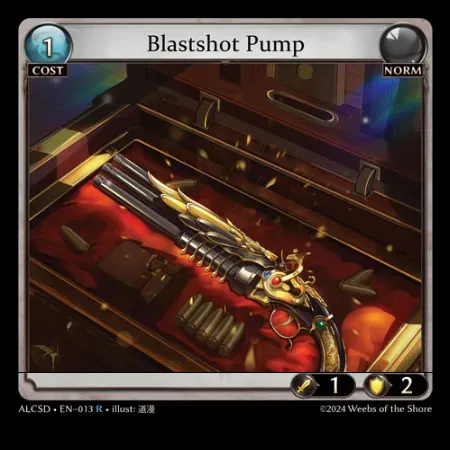 1
Blastshot Pump
COST
NORM
1
2
ALCSD • EN-013 R • illust: 道漫
©2024 Weebs of the Shore